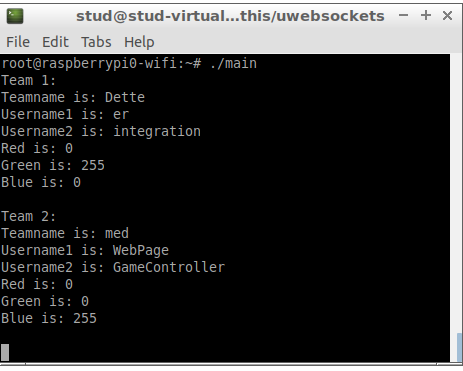 stud@stud-virtual...this/uwebsockets
File Edit Tabs Help
root@raspberrypi0-wifi:~# ./main
Team 1:
Teamname is: Dette
Username1 is: er
Username2 is: integration
Red is: 0
Green is: 255
Blue is: 0
Team 2:
Teamname is: med
Username1 is: WebPage
Username2 is: GameController
Red is: 0
Green is: 0
Blue is: 255